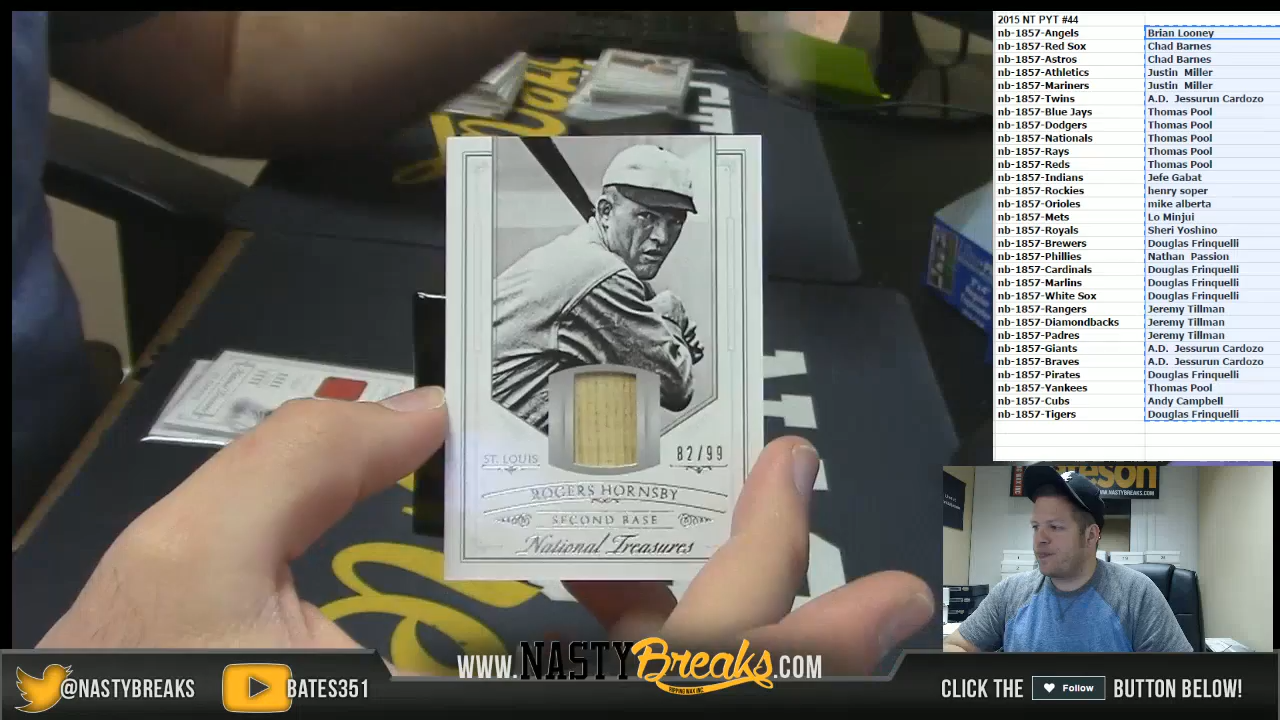 2015 NT PYT #44
nb-1857-Angels Brian Looney
nb-1857-Red Sox Chad Barnes
nb-1857-Astros Chad Barnes
nb-1857-Athletics Justin Miller
nb-1857-Mariners Justin Miller
nb-1857-Twins A.D. Jessurun Cardozo
nb-1857-Blue Jays Thomas Pool
nb-1857-Dodgers Thomas Pool
nb-1857-Nationals Thomas Pool
nb-1857-Rays Thomas Pool
nb-1857-Reds Thomas Pool
nb-1857-Indians Jefe Gabat
nb-1857-Rockies henry soper
nb-1857-Orioles mike alberta
nb-1857-Mets Lo Minjui
nb-1857-Royals Sheri Yoshino
nb-1857-Brewers Douglas Frinquelli
nb-1857-Phillies Nathan Passion
nb-1857-Cardinals Douglas Frinquelli
nb-1857-Marlins Douglas Frinquelli
nb-1857-White Sox Douglas Frinquelli
nb-1857-Rangers Jeremy Tillman
nb-1857-Diamondbacks Jeremy Tillman
nb-1857-Padres Jeremy Tillman
nb-1857-Giants A.D. Jessurun Cardozo
nb-1857-Braves A.D. Jessurun Cardozo
nb-1857-Pirates Douglas Frinquelli
nb-1857-Yankees Thomas Pool
nb-1857-Cubs Andy Campbell
nb-1857-Tigers Douglas Frinquelli
ST. LOUIS
82/99
ROGERS HORNSBY
SECOND BASE
National Treasures
WWW.NASTYBREAKS.COM
@NASTYBREAKS
BATES351
WWW.NASTYBreaks.COM
RIPPING WAX INC.
CLICK THE Follow BUTTON BELOW!